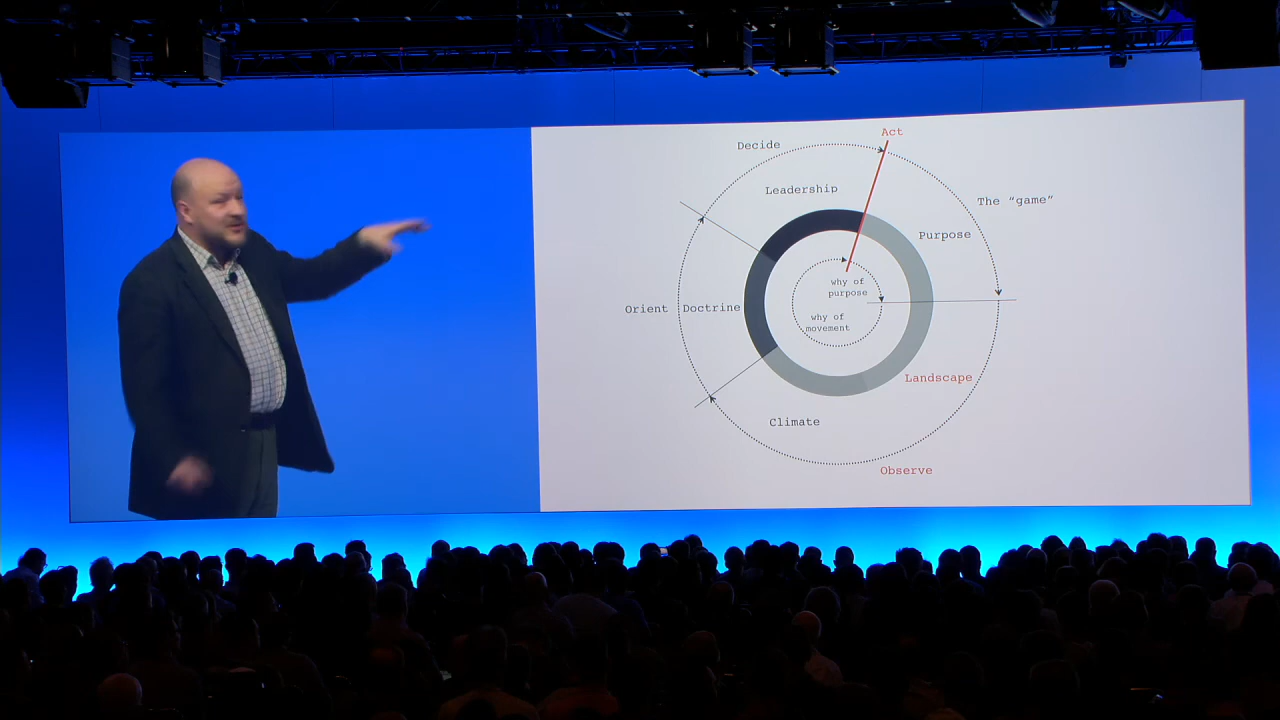 Act
Decide
Leadership
The “game”
Purpose
why of
purpose
Orient
Doctrine
why of
movement
Landscape
Climate
Observe